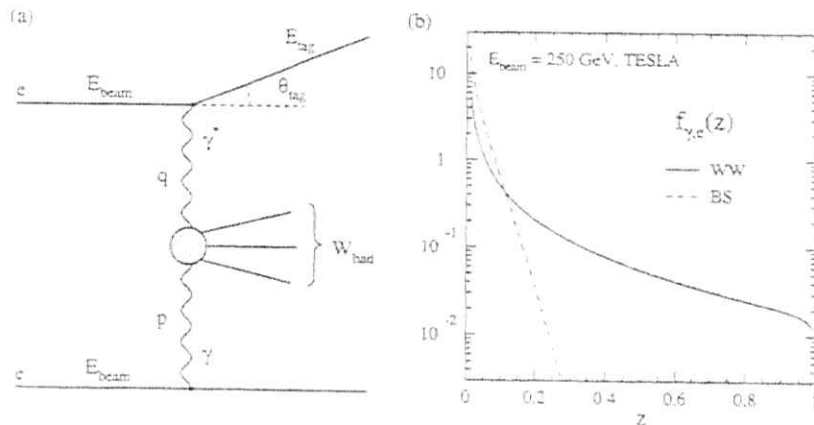 (a)
E_tag
E_beam
e
θ_tag
γ*
q
W_had
p
γ
E_beam
e
(b)
E_beam = 250 GeV, TESLA
f_γ,e(z)
WW
BS
10
1
10^-1
10^-2
0 0.2 0.4 0.6 0.8 1
z